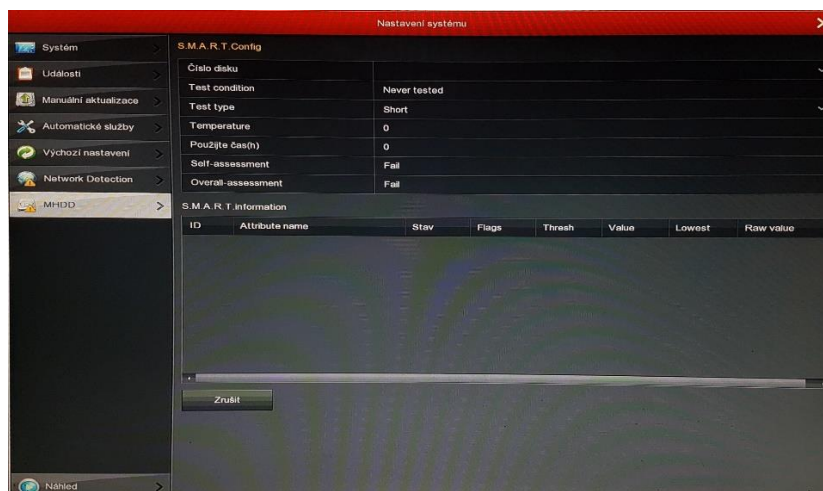 Nastavení systému
Systém
Události
Manuální aktualizace
Automatické služby
Výchozí nastavení
Network Detection
MHDD
Náhled
S.M.A.R.T.Config
Číslo disku
Test condition Never tested
Test type Short
Temperature 0
Použijte čas(h) 0
Self-assessment Fail
Overall-assessment Fail
S.M.A.R.T.information
ID Attribute name Stav Flags Thresh Value Lowest Raw value
Zrušit